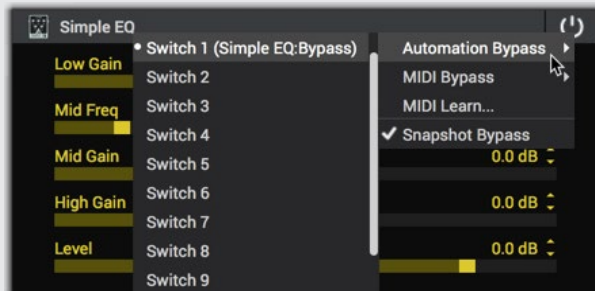 Simple EQ
Switch 1 (Simple EQ:Bypass)
Automation Bypass
Low Gain
Switch 2
MIDI Bypass
Mid Freq
Switch 3
MIDI Learn...
Switch 4
Snapshot Bypass
Mid Gain
Switch 5
0.0 dB
High Gain
Switch 6
0.0 dB
Switch 7
Level
Switch 8
0.0 dB
Switch 9